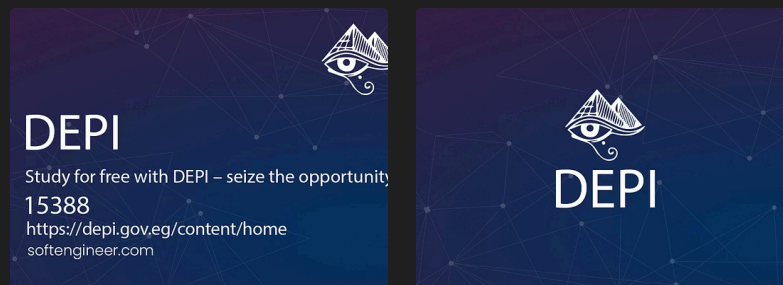 DEPI
Study for free with DEPI – seize the opportunity
15388
https://depi.gov.eg/content/home
softengineer.com
DEPI